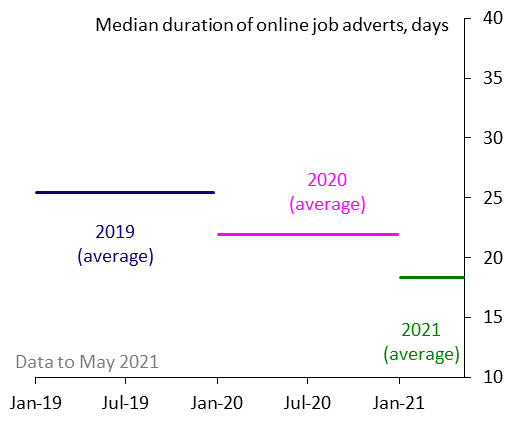 Median duration of online job adverts, days
40
35
30
25
20
15
10
2019
(average)
2020
(average)
2021
(average)
Data to May 2021
Jan-19 Jul-19 Jan-20 Jul-20 Jan-21